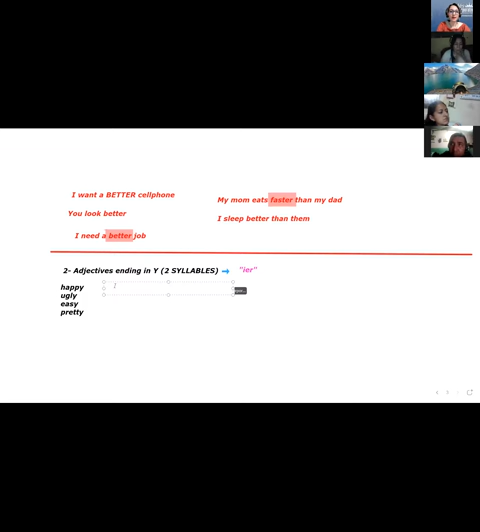 I want a BETTER cellphone
You look better
I need a better job
My mom eats faster than my dad
I sleep better than them
2- Adjectives ending in Y (2 SYLLABLES) → "ier"
happy
ugly
easy
pretty